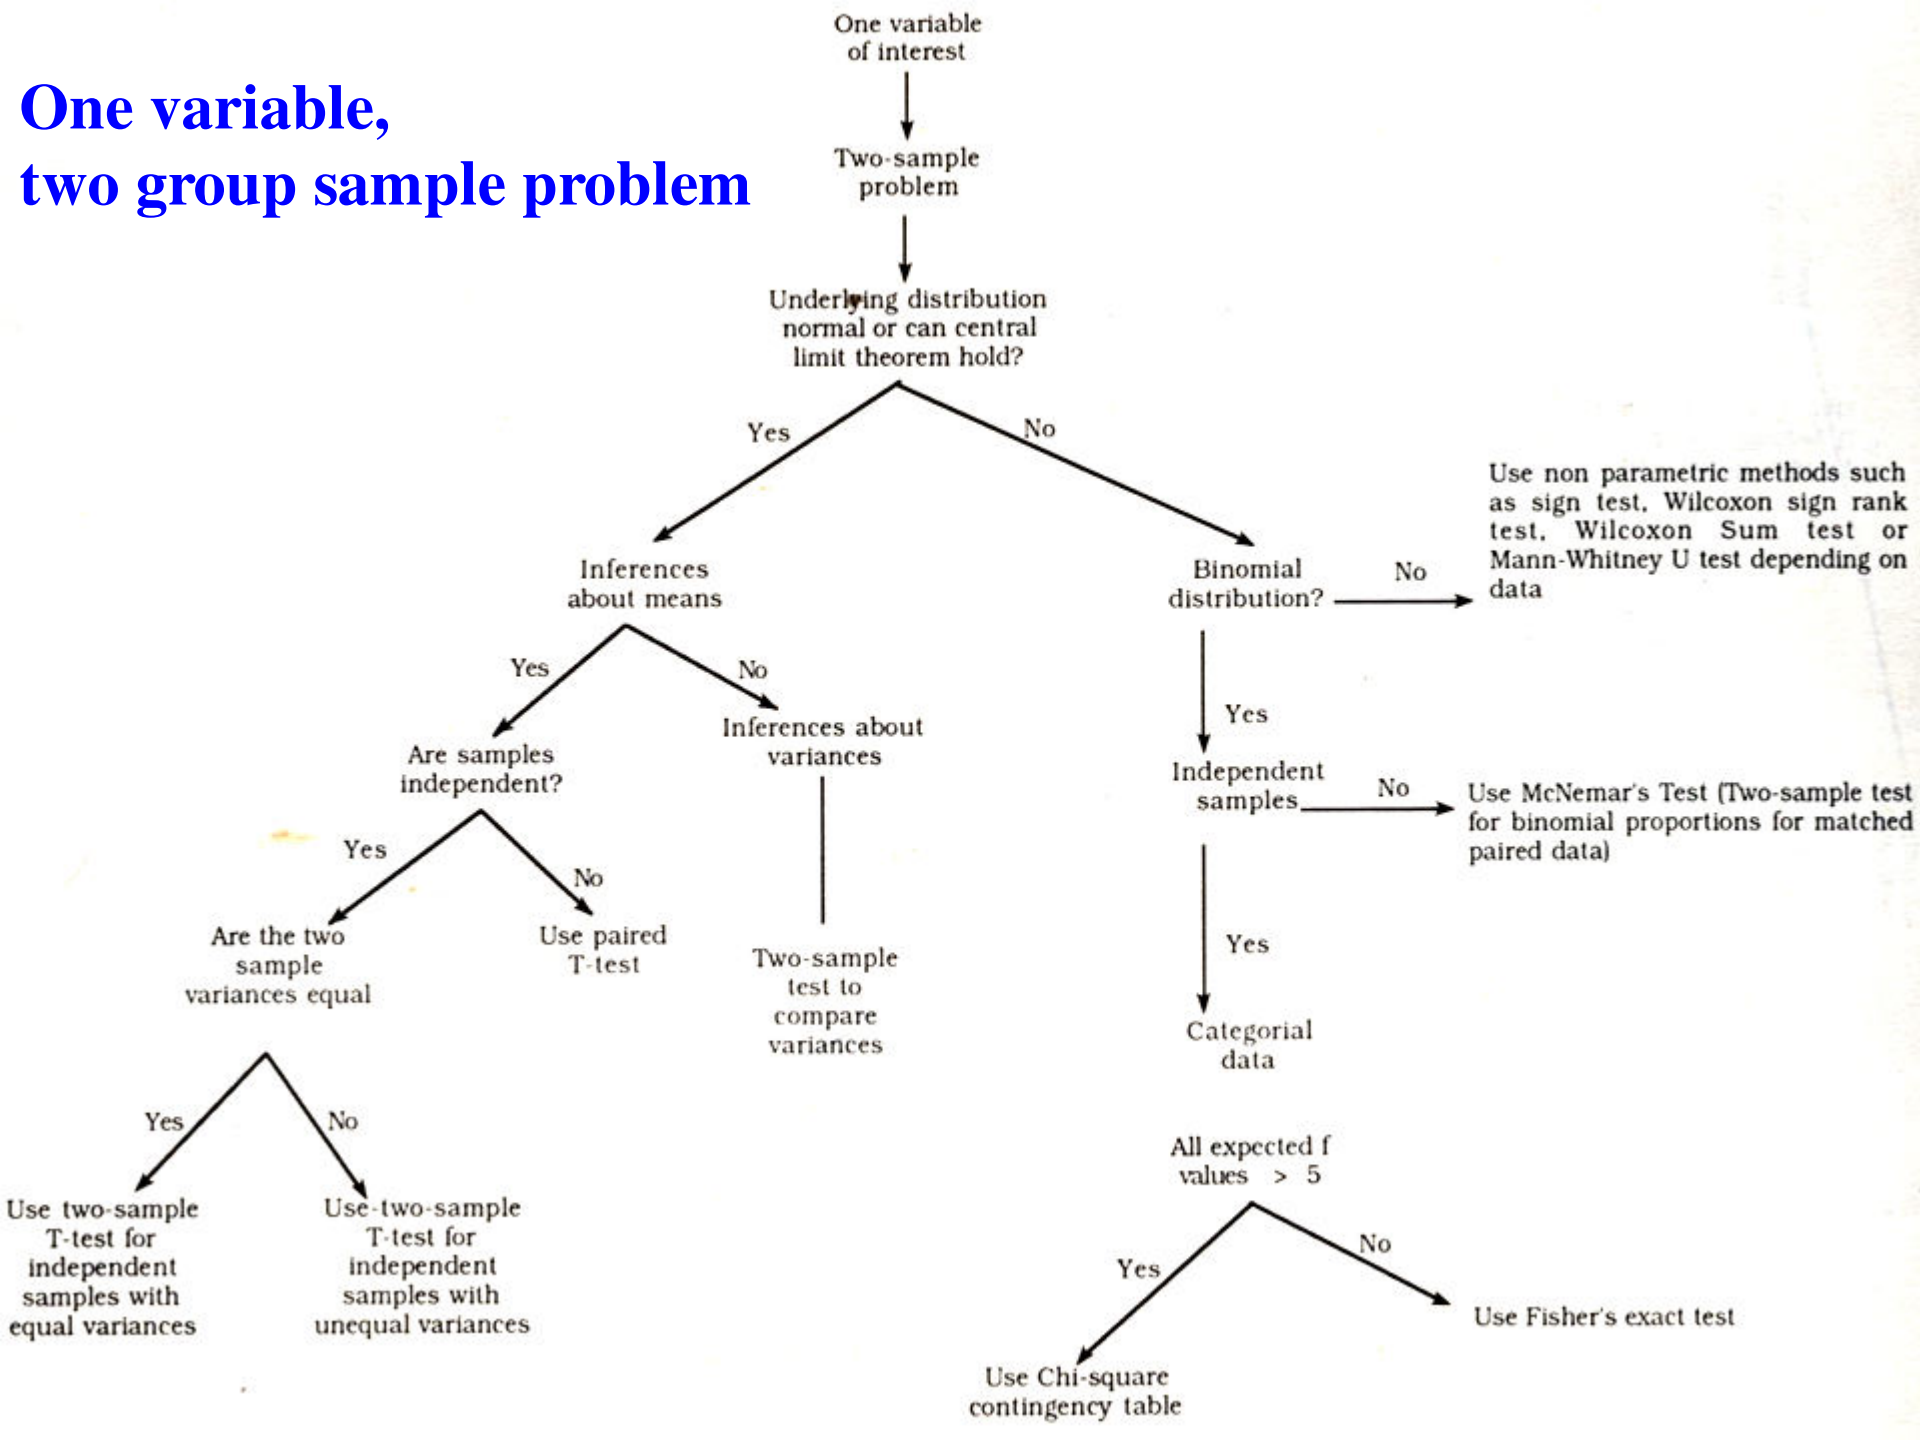 One variable,
two group sample problem
One variable
of interest
Two-sample
problem
Underlying distribution
normal or can central
limit theorem hold?
Yes
No
Inferences
about means
Binomial
distribution?
No
Use non parametric methods such
as sign test, Wilcoxon sign rank
test, Wilcoxon Sum test or
Mann-Whitney U test depending on
data
Yes
No
Yes
Are samples
independent?
Inferences about
variances
Independent
samples
No
Use McNemar's Test (Two-sample test
for binomial proportions for matched
paired data)
Yes
No
Yes
Are the two
sample
variances equal
Use paired
T-test
Two-sample
test to
compare
variances
Categorial
data
Yes
No
All expected f
values > 5
Use two-sample
T-test for
independent
samples with
equal variances
Use-two-sample
T-test for
independent
samples with
unequal variances
Yes
No
Use Chi-square
contingency table
Use Fisher's exact test